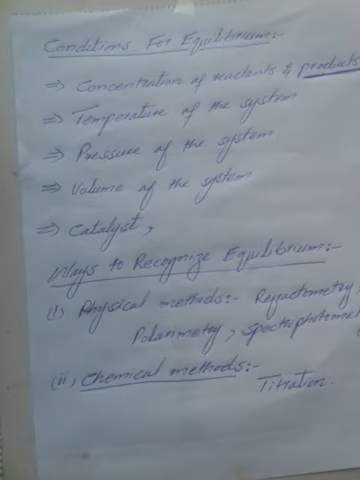 Conditions For Equilibrium:-
⇒ Concentration of reactants & products
⇒ Temperature of the system
⇒ Pressure of the system
⇒ Volume of the system
⇒ Catalyst,
Ways to Recognize Equilibrium:-
(i) Physical methods:- Refractometry,
Polarimetry, Spectrophotomet
(ii) Chemical methods:-
Titration.